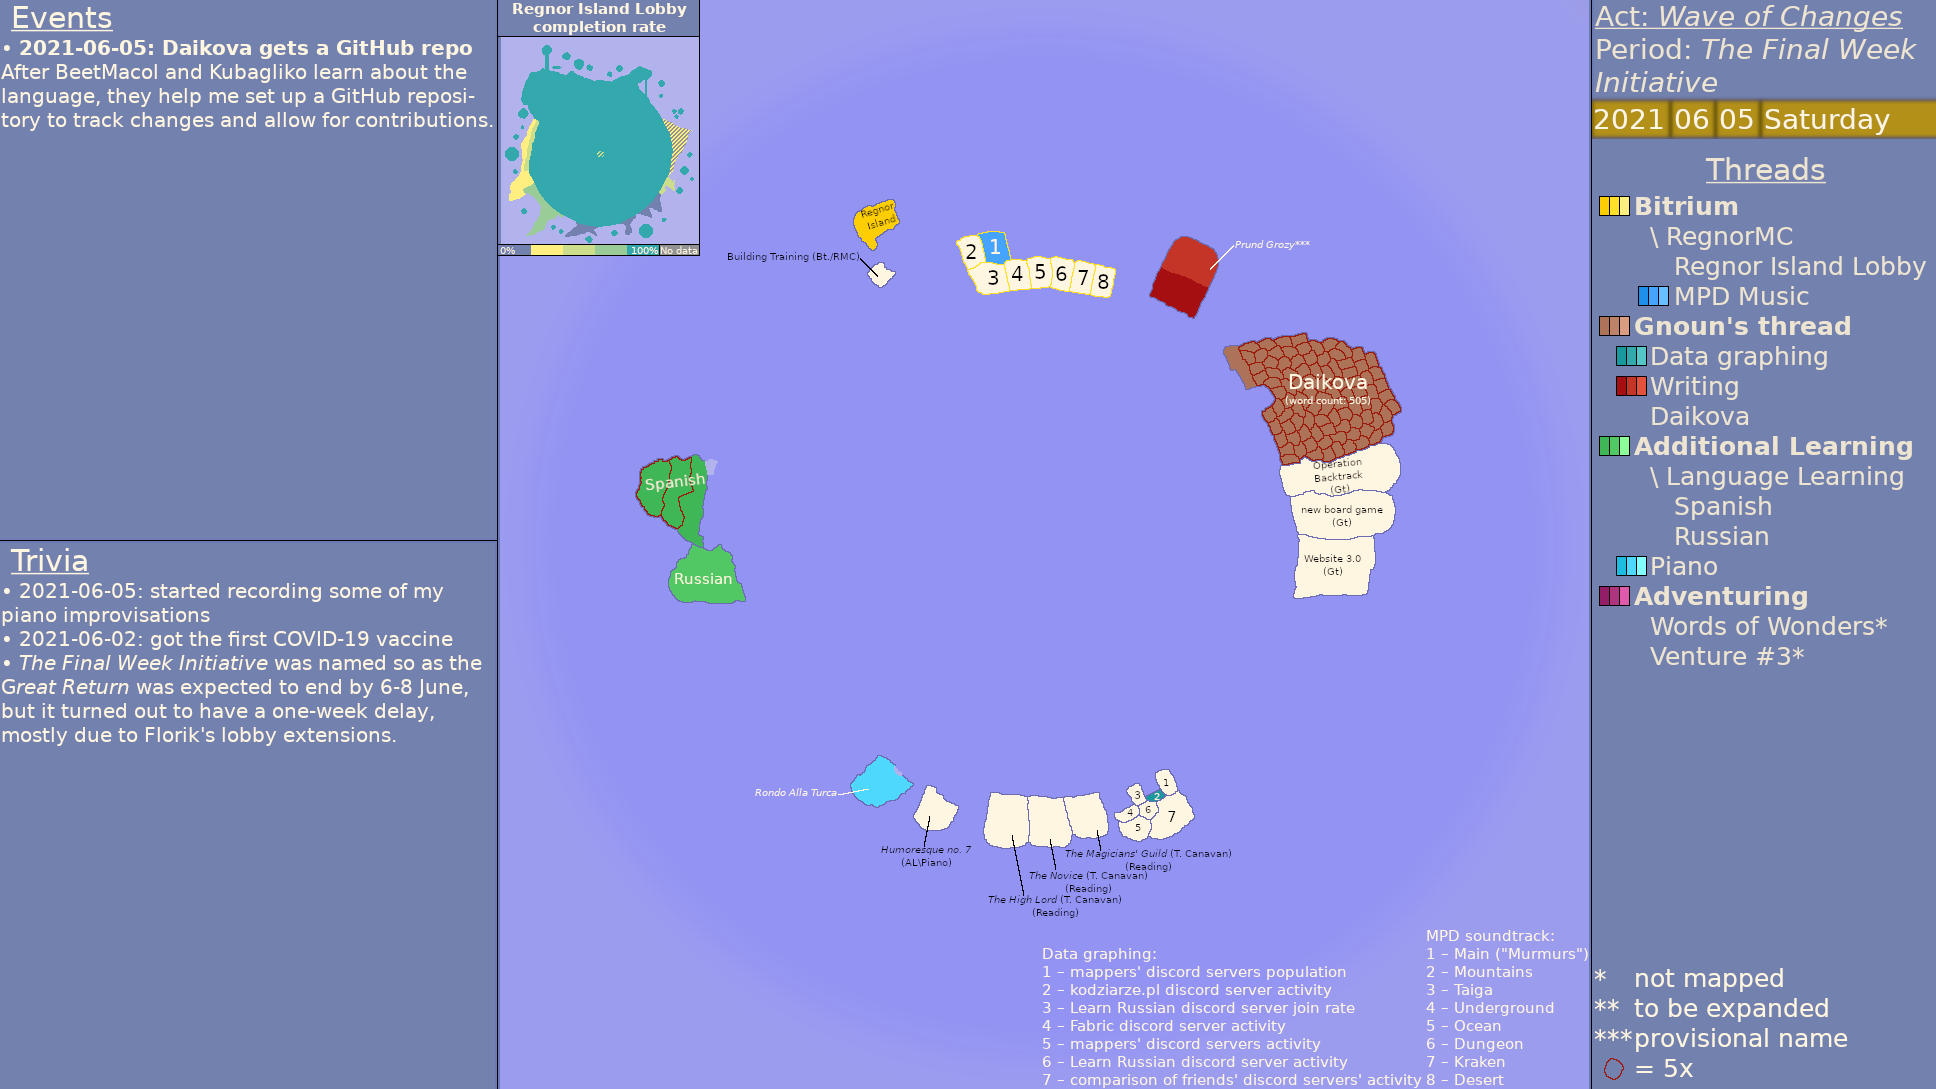 Events
• 2021-06-05: Daikova gets a GitHub repo
After BeetMacol and Kubagliko learn about the
language, they help me set up a GitHub reposi-
tory to track changes and allow for contributions.
Trivia
• 2021-06-05: started recording some of my
piano improvisations
• 2021-06-02: got the first COVID-19 vaccine
• The Final Week Initiative was named so as the
Great Return was expected to end by 6-8 June,
but it turned out to have a one-week delay,
mostly due to Florik's lobby extensions.
Regnor Island Lobby
completion rate
0%
100%
No data
Regnor
Island
Building Training (Bt./RMC)
2
1
3
4
5
6
7
8
Prund Grozy***
Daikova
(word count: 505)
Operation
Backtrack
(Gt)
new board game
(Gt)
Website 3.0
(Gt)
Spanish
Russian
Rondo Alla Turca
Humoresque no. 7
(AL\Piano)
The Magicians' Guild (T. Canavan)
(Reading)
The Novice (T. Canavan)
(Reading)
The High Lord (T. Canavan)
(Reading)
1
3
2
4
6
5
7
Data graphing:
1 – mappers' discord servers population
2 – kodziarze.pl discord server activity
3 – Learn Russian discord server join rate
4 – Fabric discord server activity
5 – mappers' discord servers activity
6 – Learn Russian discord server activity
7 – comparison of friends' discord servers' activity
MPD soundtrack:
1 – Main ("Murmurs")
2 – Mountains
3 – Taiga
4 – Underground
5 – Ocean
6 – Dungeon
7 – Kraken
8 – Desert
Act: Wave of Changes
Period: The Final Week
Initiative
2021 06 05 Saturday
Threads
Bitrium
\ RegnorMC
Regnor Island Lobby
MPD Music
Gnoun's thread
Data graphing
Writing
Daikova
Additional Learning
\ Language Learning
Spanish
Russian
Piano
Adventuring
Words of Wonders*
Venture #3*
* not mapped
** to be expanded
*** provisional name
= 5x